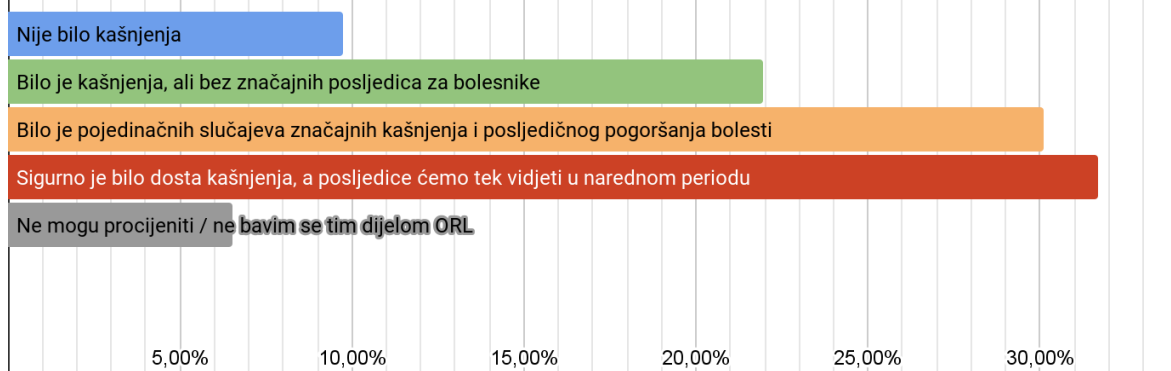 Nije bilo kašnjenja
Bilo je kašnjenja, ali bez značajnih posljedica za bolesnike
Bilo je pojedinačnih slučajeva značajnih kašnjenja i posljedičnog pogoršanja bolesti
Sigurno je bilo dosta kašnjenja, a posljedice ćemo tek vidjeti u narednom periodu
Ne mogu procijeniti / ne bavim se tim dijelom ORL
5,00% 10,00% 15,00% 20,00% 25,00% 30,00%